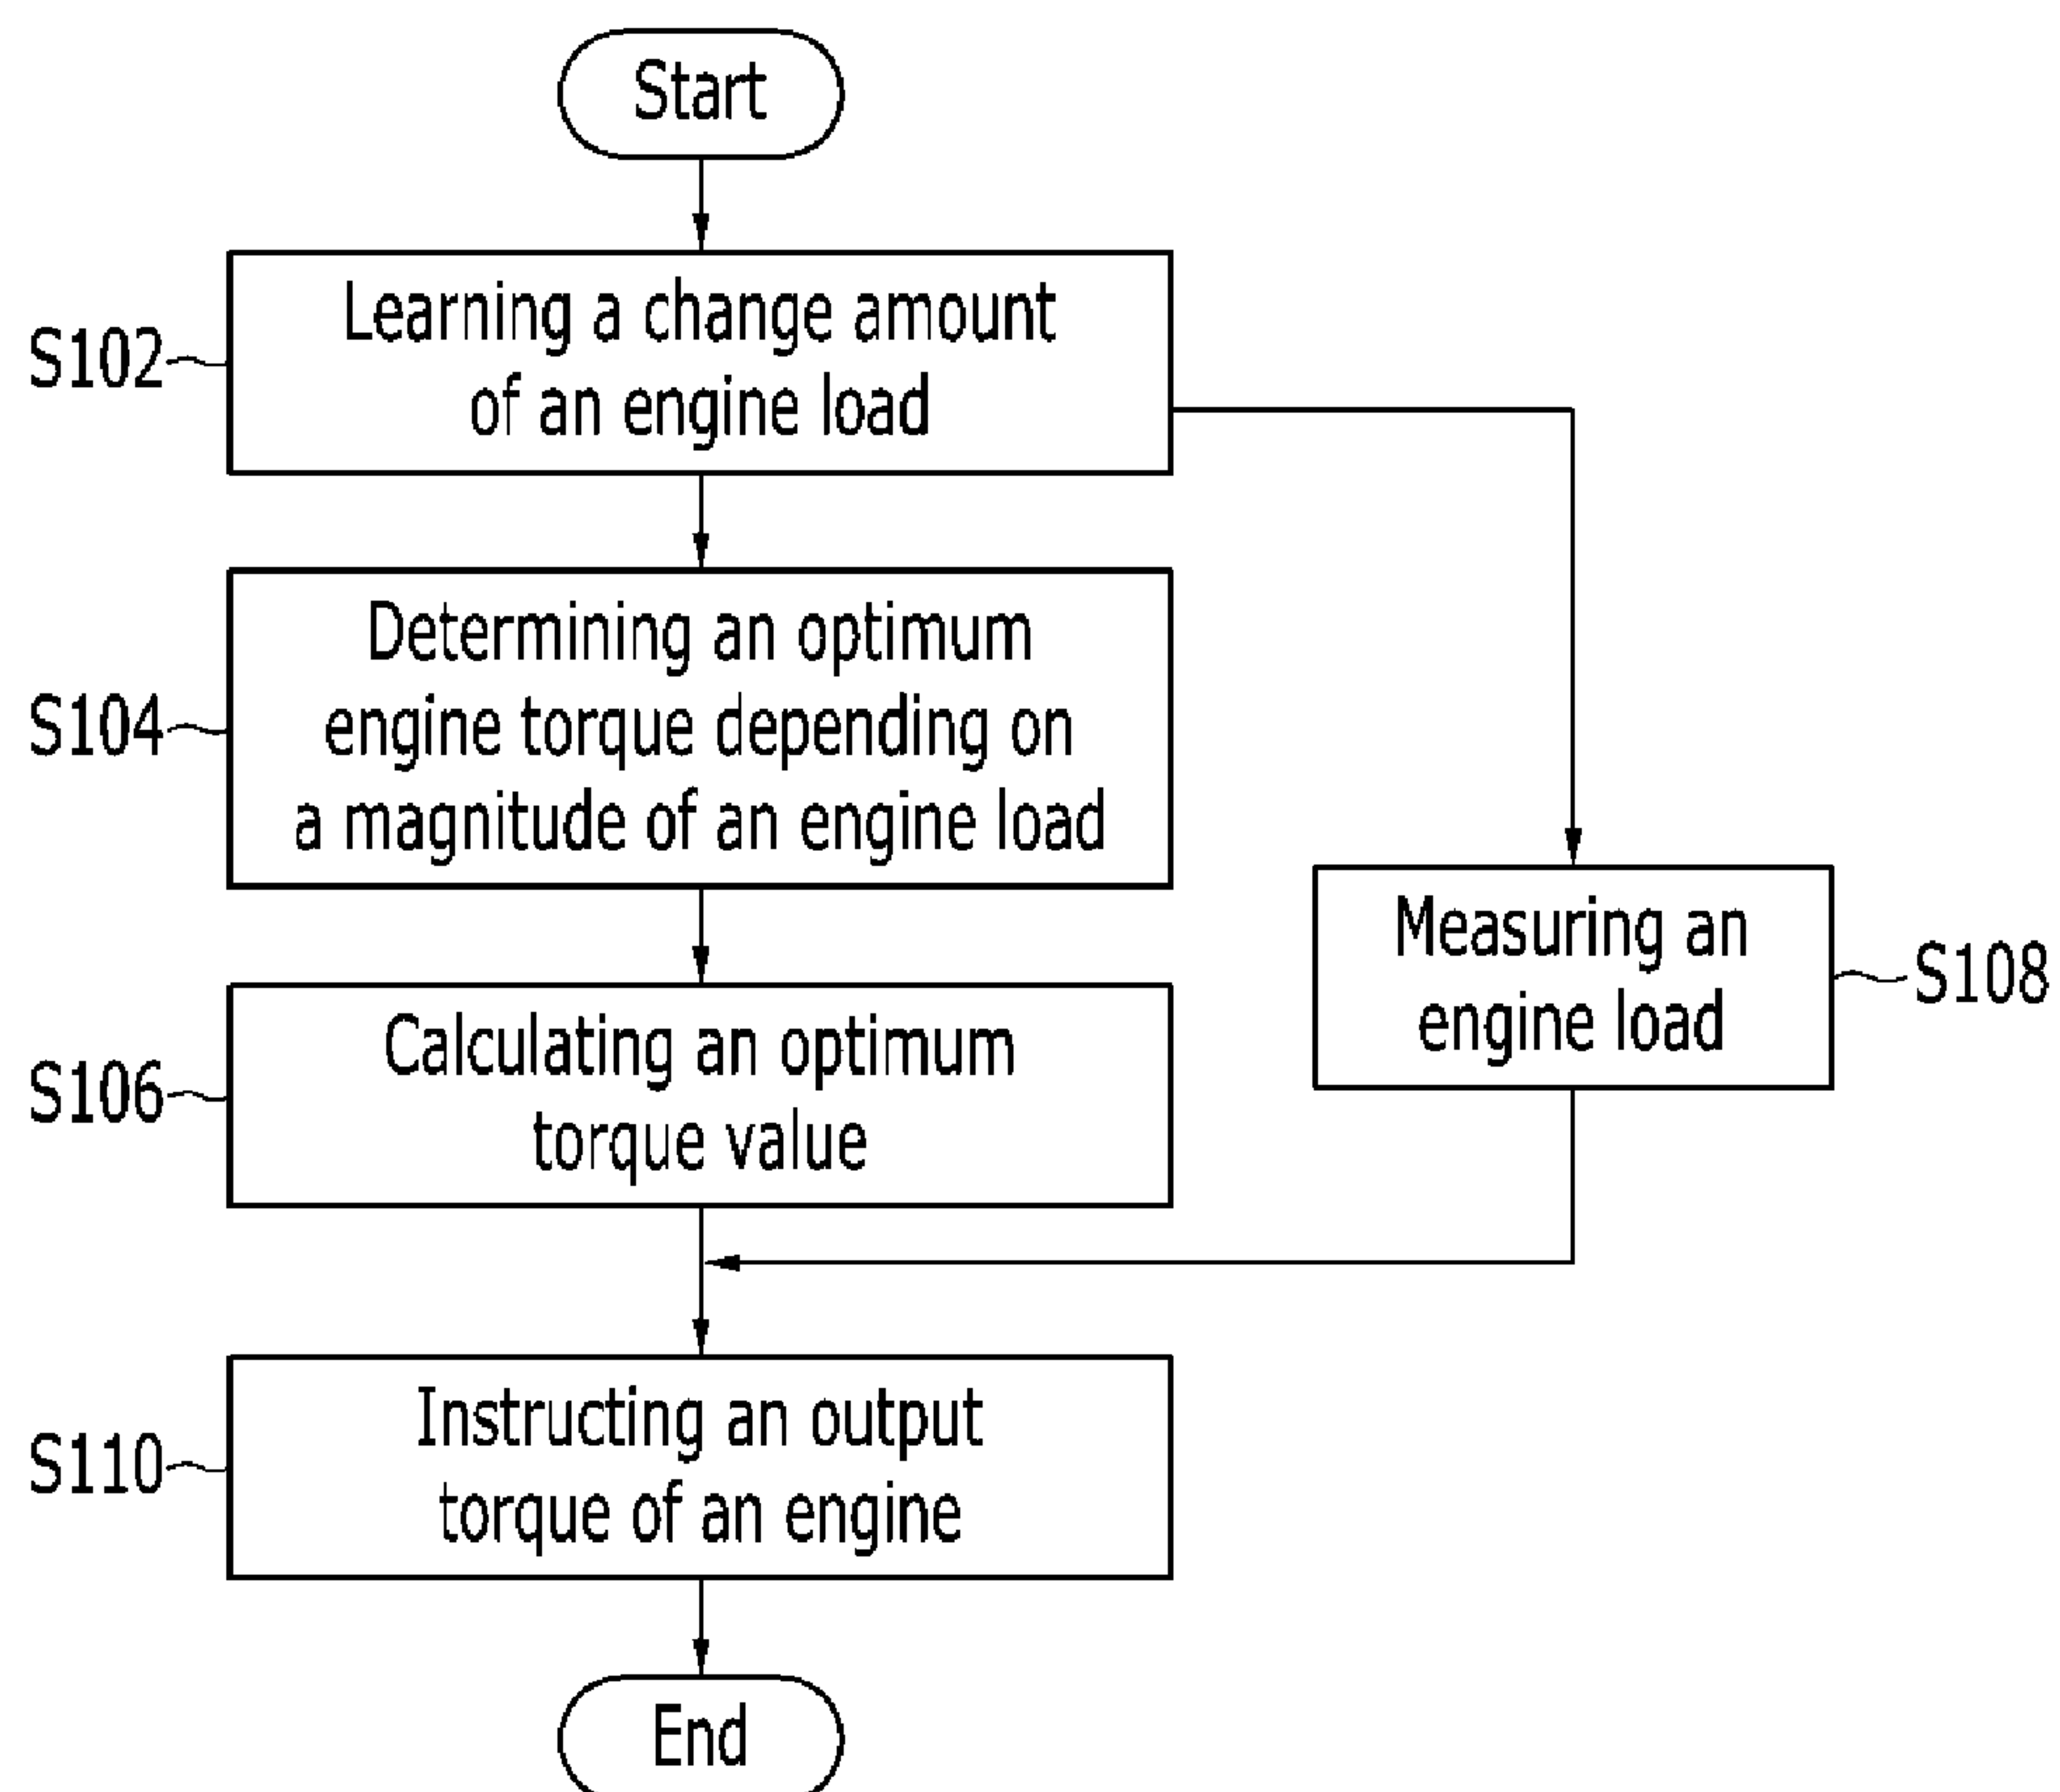 Start
S102
Learning a change amount
of an engine load
S104
Determining an optimum
engine torque depending on
a magnitude of an engine load
Measuring an
engine load
S108
S106
Calculating an optimum
torque value
S110
Instructing an output
torque of an engine
End